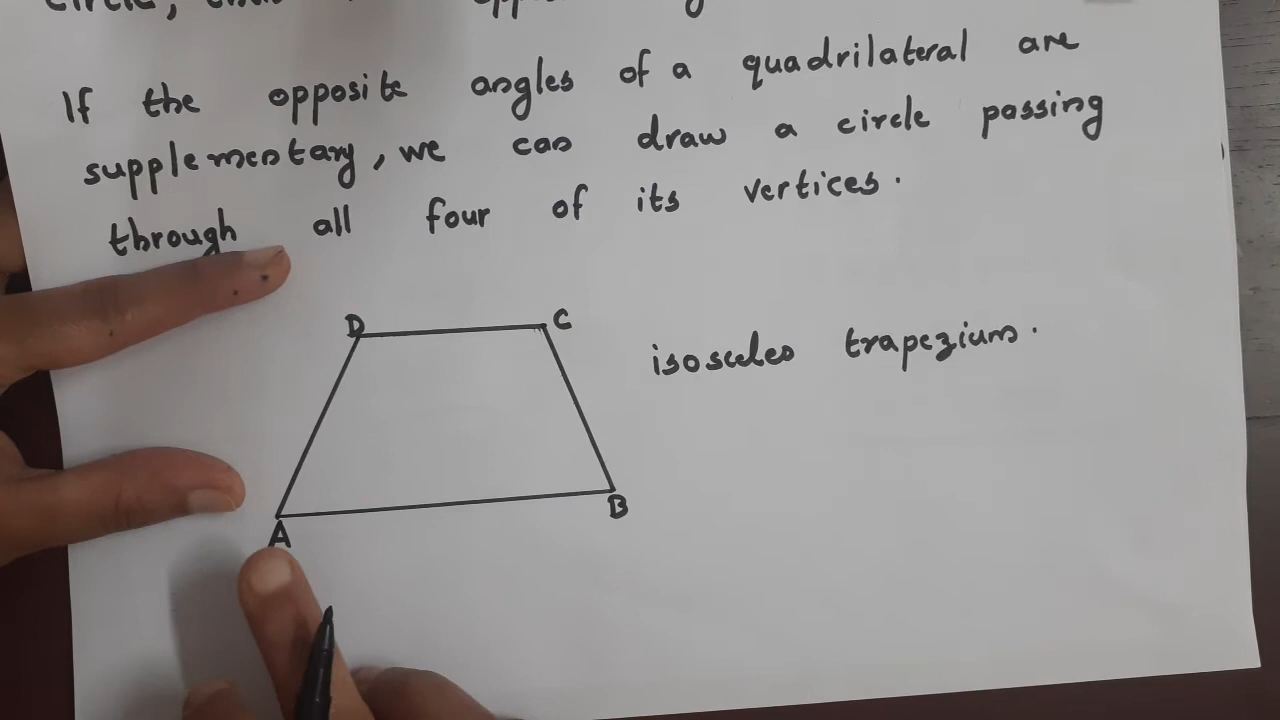 circle,
If the opposite angles of a quadrilateral are
supplementary, we can draw a circle passing
through all four of its vertices.
D C
isosceles trapezium.
A B